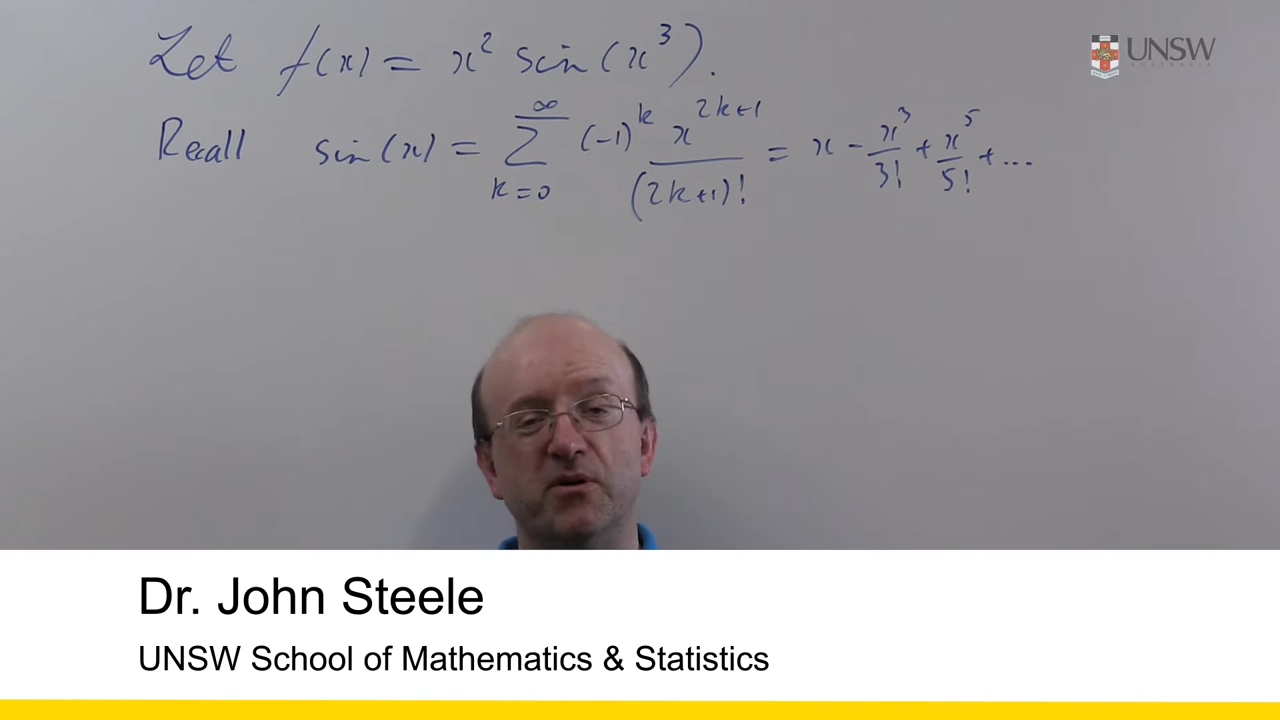 Let f(x) = x² sin(x³).
UNSW
AUSTRALIA
Recall sin(x) = ∑_{k=0}^{∞} (-1)^k x^{2k+1}/(2k+1)! = x - x³/3! + x⁵/5! + ...
Dr. John Steele
UNSW School of Mathematics & Statistics